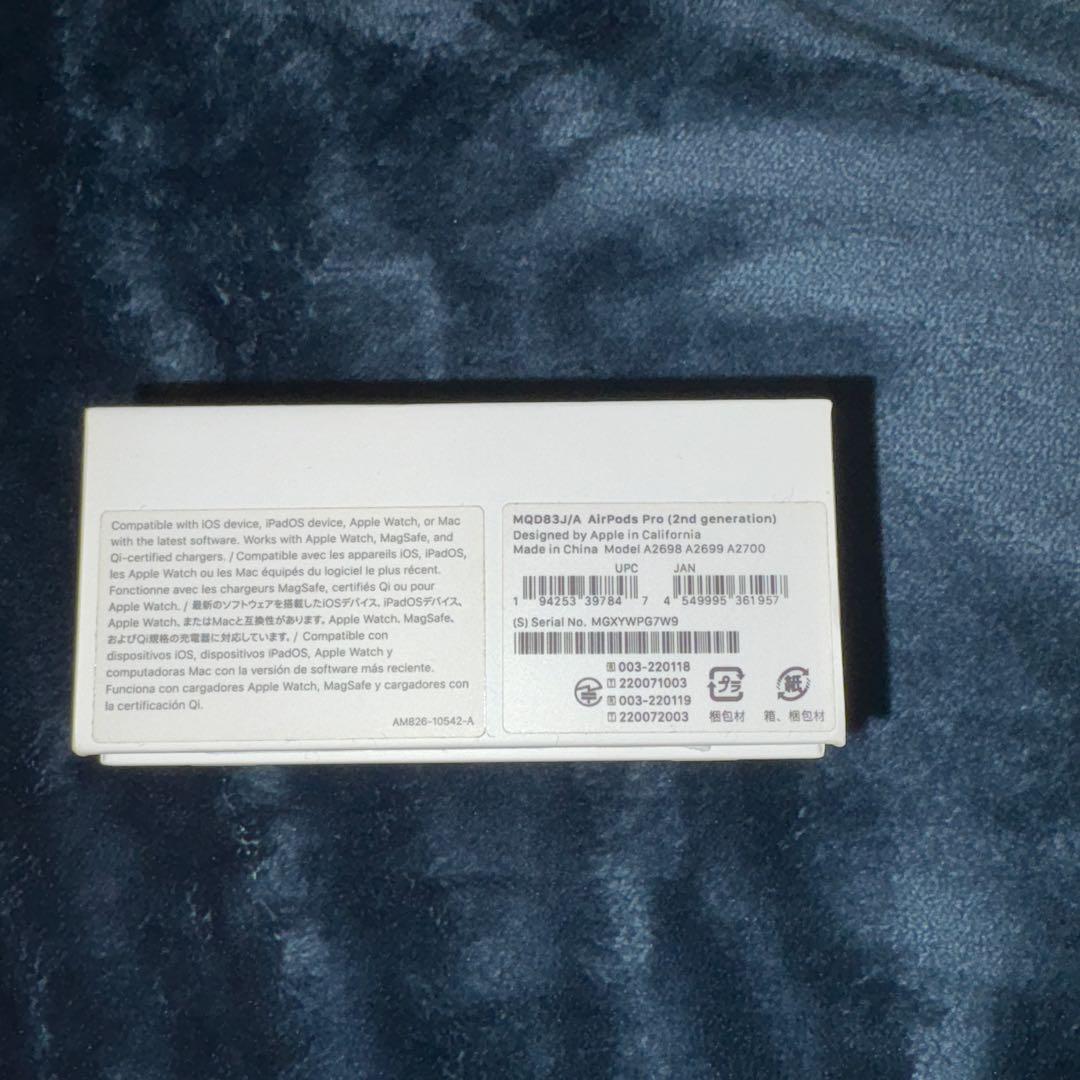 Compatible with iOS device, iPadOS device, Apple Watch, or Mac
with the latest software. Works with Apple Watch, MagSafe, and
Qi-certified chargers. / Compatible avec les appareils iOS, iPadOS,
les Apple Watch ou les Mac équipés du logiciel le plus récent.
Fonctionne avec les chargeurs MagSafe, certifiés Qi ou pour
Apple Watch. / 最新のソフトウェアを搭載したiOSデバイス、iPadOSデバイス、
Apple Watch、またはMacと互換性があります。Apple Watch、MagSafe、
およびQi規格の充電器に対応しています。/ Compatible con
dispositivos iOS, dispositivos iPadOS, Apple Watch y
computadoras Mac con la versión de software más reciente.
Funciona con cargadores Apple Watch, MagSafe y cargadores con
la certificación Qi.
AM826-10542-A
MQD83J/A AirPods Pro (2nd generation)
Designed by Apple in California
Made in China Model A2698 A2699 A2700
UPC JAN
1 94253 39784 7 4 549995 361957
(S) Serial No. MGXYWPG7W9
R 003-220118
T 220071003
R 003-220119
T 220072003
プラ
梱包材
紙
箱、梱包材